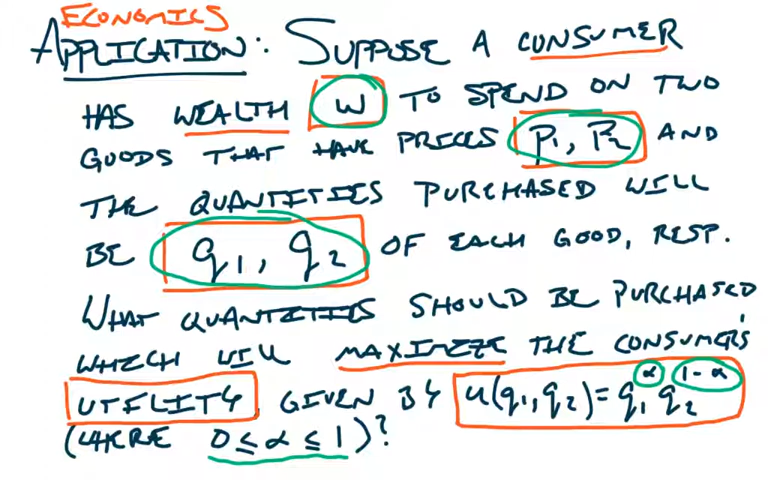 ECONOMICS
APPLICATION: SUPPOSE A CONSUMER
HAS WEALTH w TO SPEND ON TWO
GOODS THAT HAVE PRICES p₁, p₂ AND
THE QUANTITIES PURCHASED WILL
BE q₁, q₂ OF EACH GOOD, RESP.
WHAT QUANTITIES SHOULD BE PURCHASED
WHICH WILL MAXIMIZE THE CONSUMER'S
UTILITY, GIVEN BY u(q₁,q₂) = q₁^α q₂^(1-α)
(WHERE 0 ≤ α ≤ 1)?